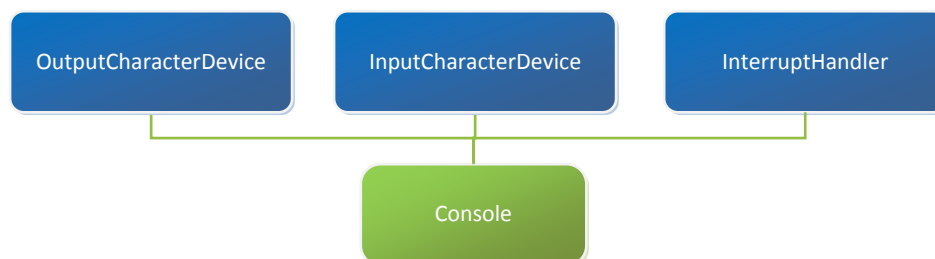 OutputCharacterDevice
InputCharacterDevice
InterruptHandler
Console